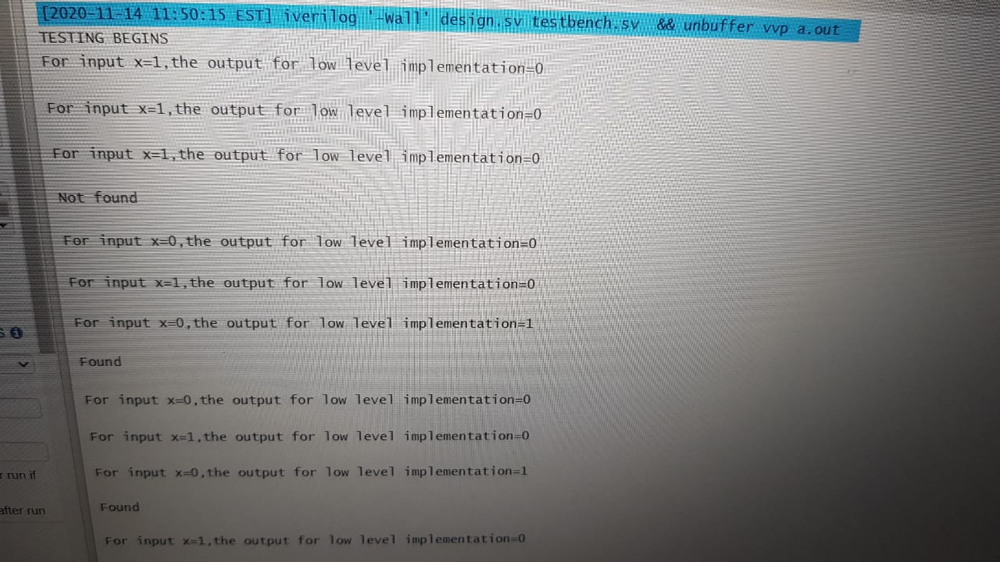 [2020-11-14 11:50:15 EST] iverilog '-Wall' design.sv testbench.sv && unbuffer vvp a.out
TESTING BEGINS
For input x=1,the output for low level implementation=0
For input x=1,the output for low level implementation=0
For input x=1,the output for low level implementation=0
Not found
For input x=0,the output for low level implementation=0
For input x=1,the output for low level implementation=0
For input x=0,the output for low level implementation=1
Found
For input x=0,the output for low level implementation=0
For input x=1,the output for low level implementation=0
For input x=0,the output for low level implementation=1
Found
For input x=1,the output for low level implementation=0
s
r run if
after run